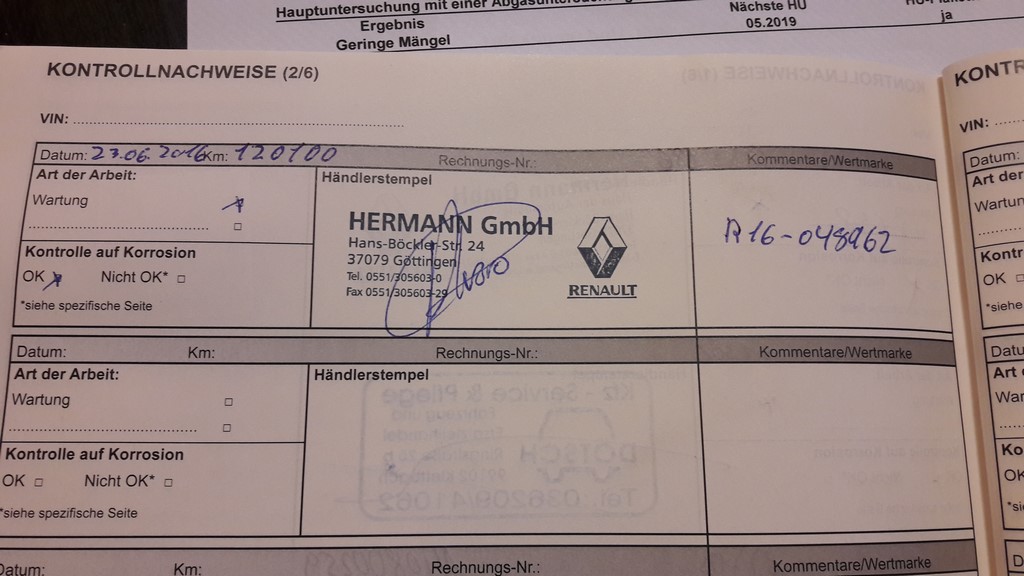 Hauptuntersuchung mit einer
Ergebnis
Geringe Mängel
Nächste HU
05.2019
ja
KONTROLLNACHWEISE (2/6)
VIN:
Datum: 23.06.2016 Km: 120100 Rechnungs-Nr.: Kommentare/Wertmarke
Art der Arbeit:
Wartung
Kontrolle auf Korrosion
OK Nicht OK*
*siehe spezifische Seite
Händlerstempel
HERMANN GmbH
Hans-Böckler-Str. 24
37079 Göttingen
Tel. 0551/305603-0
Fax 0551/305603-29
RENAULT
R16-048962
Datum: Km: Rechnungs-Nr.: Kommentare/Wertmarke
Art der Arbeit:
Wartung
Kontrolle auf Korrosion
OK Nicht OK*
*siehe spezifische Seite
Händlerstempel
Datum: Km: Rechnungs-Nr.: Kommentare/Wertmarke
KONTR
VIN:
Datum:
Art der
Wartun
Kontr
OK
*siehe
Datu
Art d
War
Ko
OK
*si
D